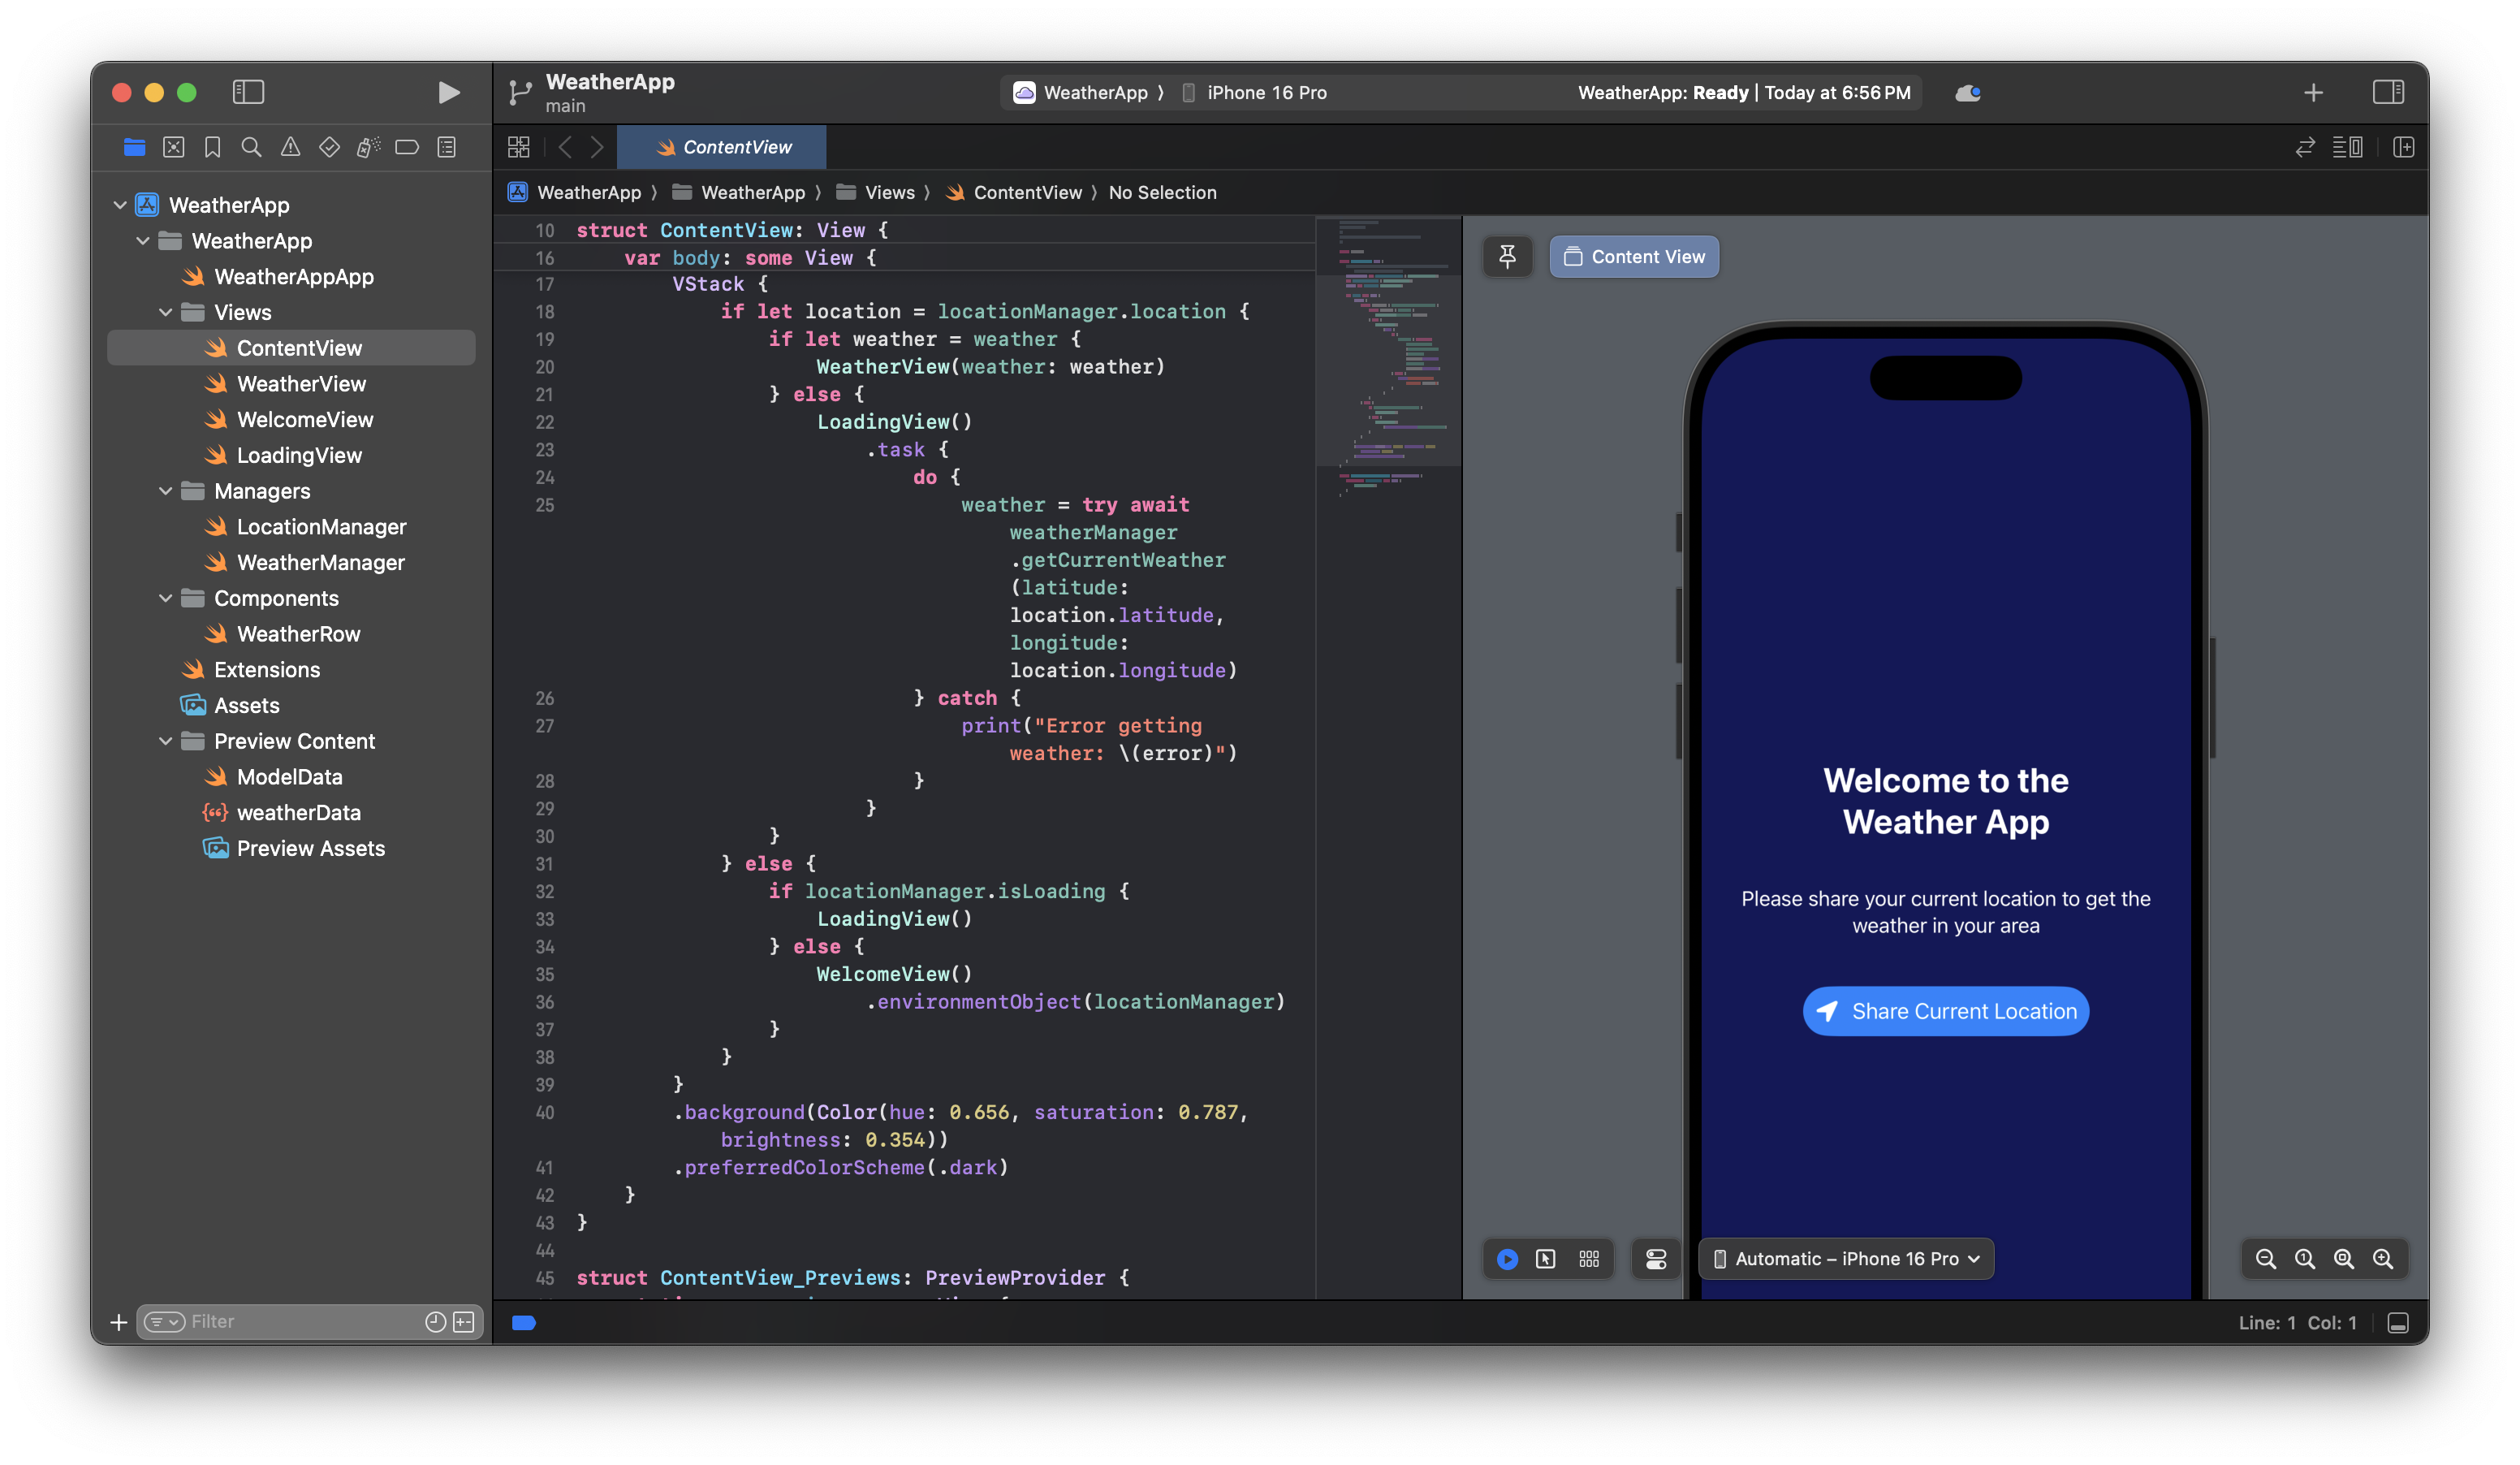 WeatherApp
main
WeatherApp 〉 iPhone 16 Pro
WeatherApp: Ready | Today at 6:56 PM
ContentView
WeatherApp 〉 WeatherApp 〉 Views 〉 ContentView 〉 No Selection
WeatherApp
WeatherApp
WeatherAppApp
Views
ContentView
WeatherView
WelcomeView
LoadingView
Managers
LocationManager
WeatherManager
Components
WeatherRow
Extensions
Assets
Preview Content
ModelData
weatherData
Preview Assets
Filter
10 struct ContentView: View {
16 var body: some View {
17 VStack {
18 if let location = locationManager.location {
19 if let weather = weather {
20 WeatherView(weather: weather)
21 } else {
22 LoadingView()
23 .task {
24 do {
25 weather = try await
weatherManager
.getCurrentWeather
(latitude:
location.latitude,
longitude:
location.longitude)
26 } catch {
27 print("Error getting
weather: \(error)")
28 }
29 }
30 }
31 } else {
32 if locationManager.isLoading {
33 LoadingView()
34 } else {
35 WelcomeView()
36 .environmentObject(locationManager)
37 }
38 }
39 }
40 .background(Color(hue: 0.656, saturation: 0.787,
brightness: 0.354))
41 .preferredColorScheme(.dark)
42 }
43 }
44
45 struct ContentView_Previews: PreviewProvider {
Content View
Welcome to the
Weather App
Please share your current location to get the
weather in your area
Share Current Location
Automatic – iPhone 16 Pro
Line: 1 Col: 1